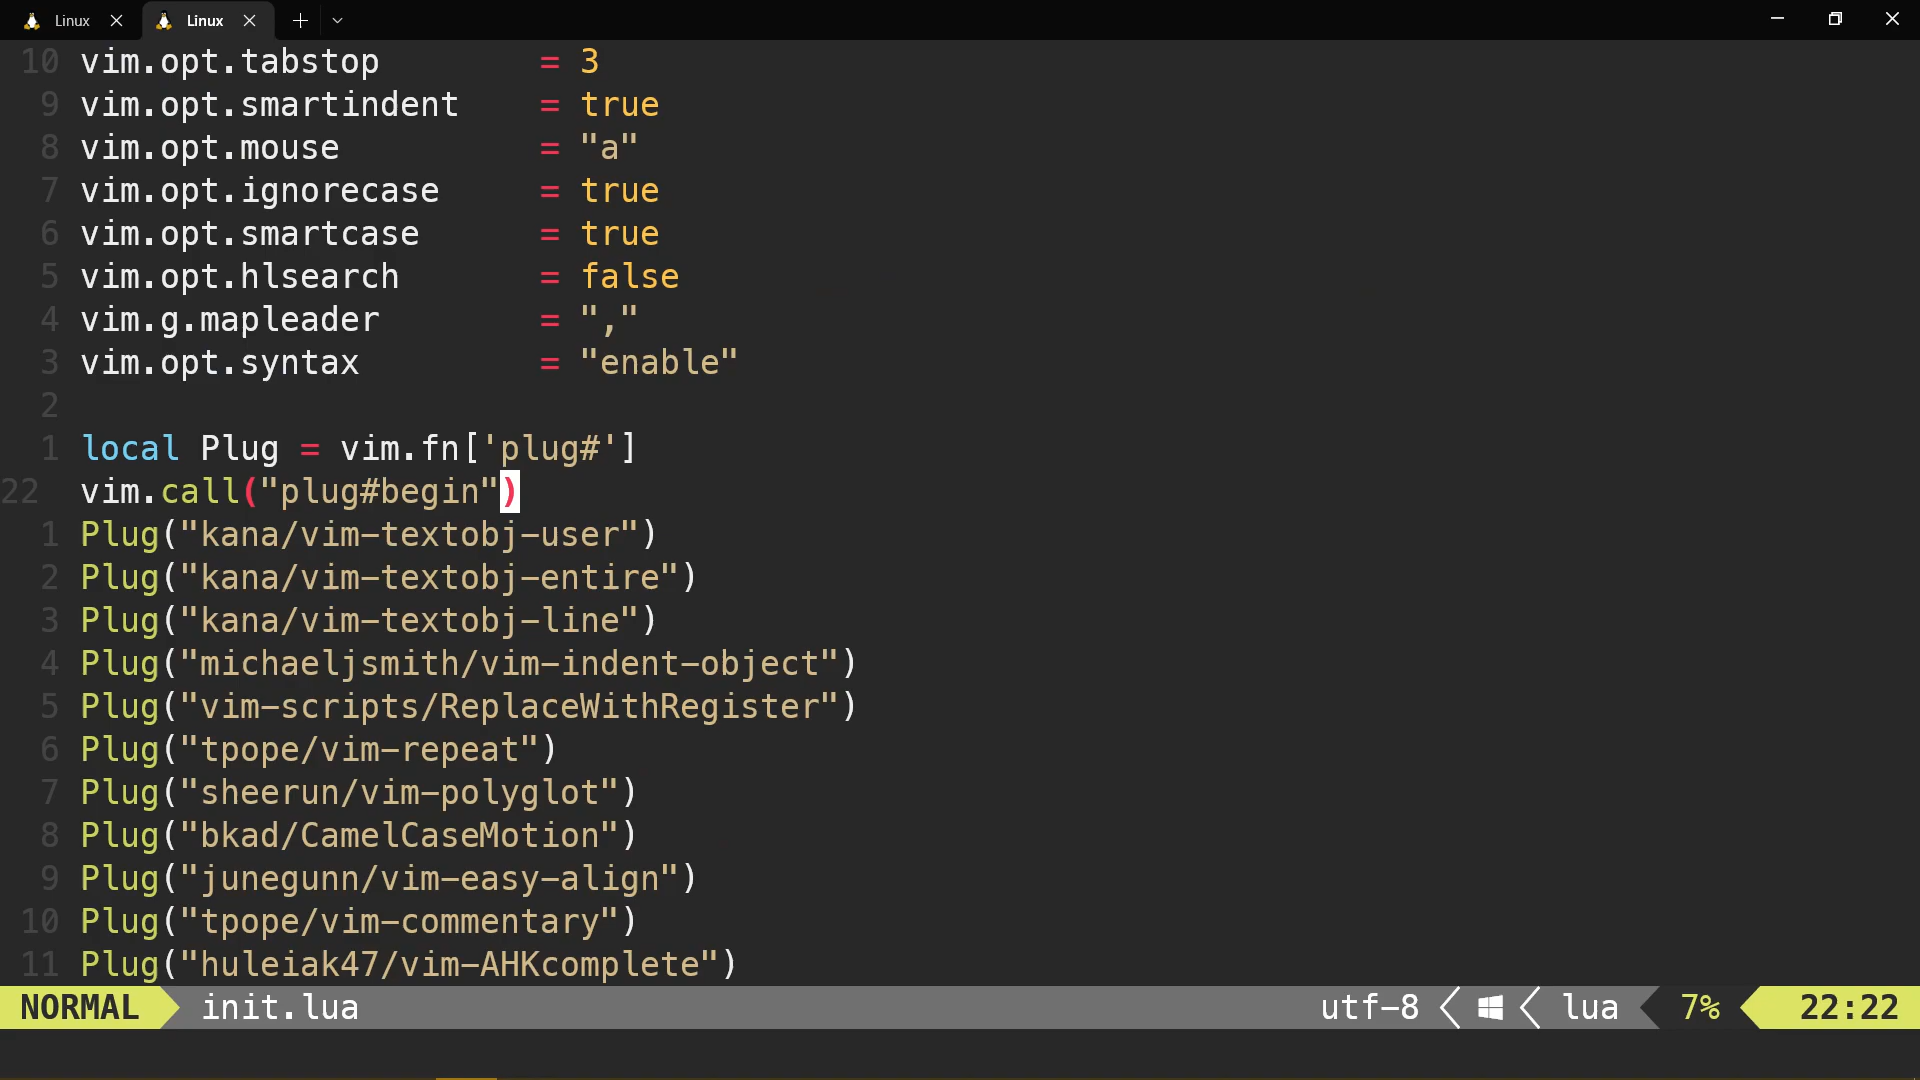 Linux Linux
10 vim.opt.tabstop = 3
9 vim.opt.smartindent = true
8 vim.opt.mouse = "a"
7 vim.opt.ignorecase = true
6 vim.opt.smartcase = true
5 vim.opt.hlsearch = false
4 vim.g.mapleader = ","
3 vim.opt.syntax = "enable"
2
1 local Plug = vim.fn['plug#']
22 vim.call("plug#begin")
1 Plug("kana/vim-textobj-user")
2 Plug("kana/vim-textobj-entire")
3 Plug("kana/vim-textobj-line")
4 Plug("michaeljsmith/vim-indent-object")
5 Plug("vim-scripts/ReplaceWithRegister")
6 Plug("tpope/vim-repeat")
7 Plug("sheerun/vim-polyglot")
8 Plug("bkad/CamelCaseMotion")
9 Plug("junegunn/vim-easy-align")
10 Plug("tpope/vim-commentary")
11 Plug("huleiak47/vim-AHKcomplete")
NORMAL init.lua utf-8 lua 7% 22:22